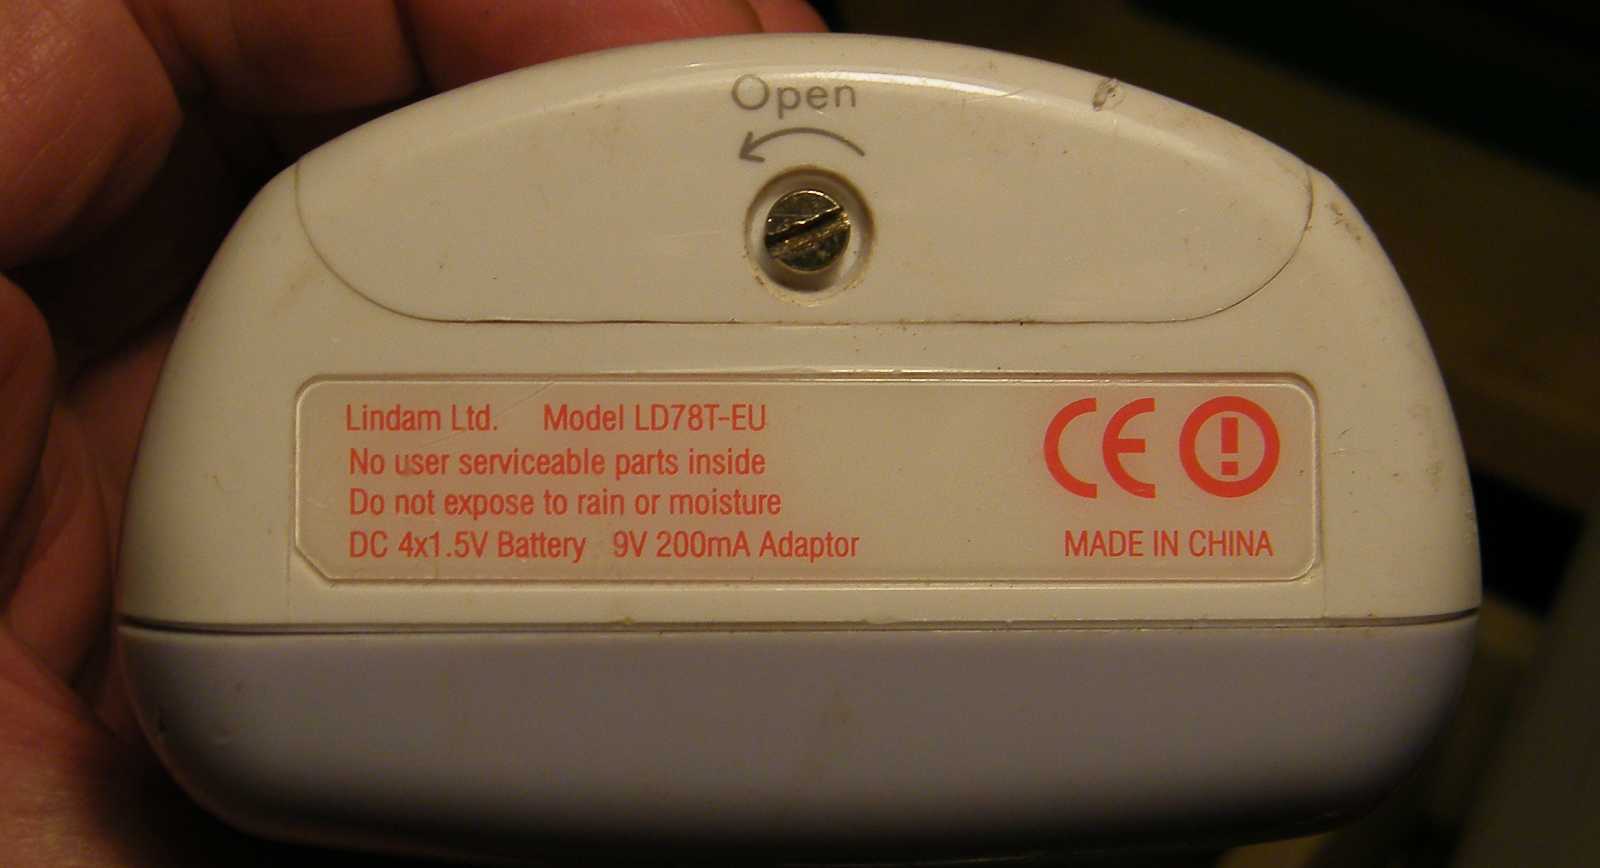 Open
Lindam Ltd. Model LD78T-EU
No user serviceable parts inside
Do not expose to rain or moisture
DC 4x1.5V Battery 9V 200mA Adaptor
CE !
MADE IN CHINA